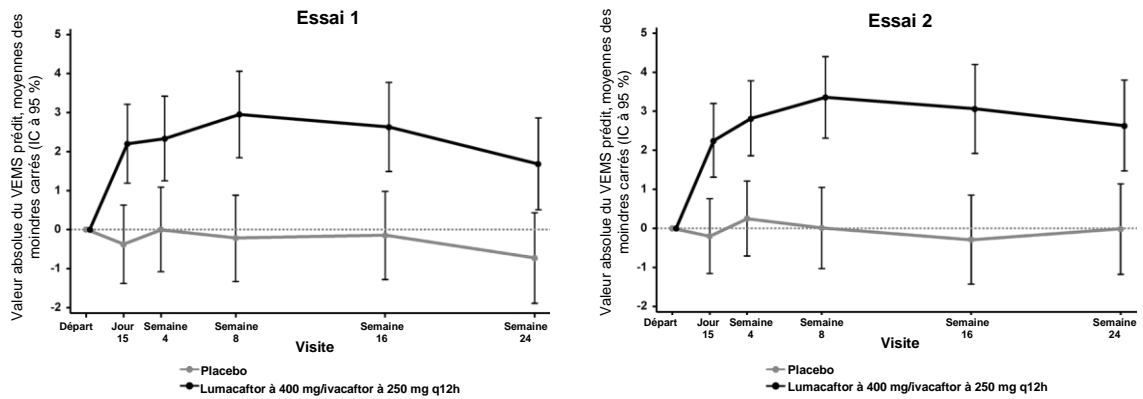 Essai 1
Valeur absolue du VEMS prédit, moyennes des
moindres carrés (IC à 95 %)
5
4
3
2
1
0
-1
-2
Départ
Jour
15
Semaine
4
Semaine
8
Semaine
16
Semaine
24
Visite
Placebo
Lumacaftor à 400 mg/ivacaftor à 250 mg q12h
Essai 2
Valeur absolue du VEMS prédit, moyennes des
moindres carrés (IC à 95 %)
5
4
3
2
1
0
-1
-2
Départ
Jour
15
Semaine
4
Semaine
8
Semaine
16
Semaine
24
Visite
Placebo
Lumacaftor à 400 mg/ivacaftor à 250 mg q12h